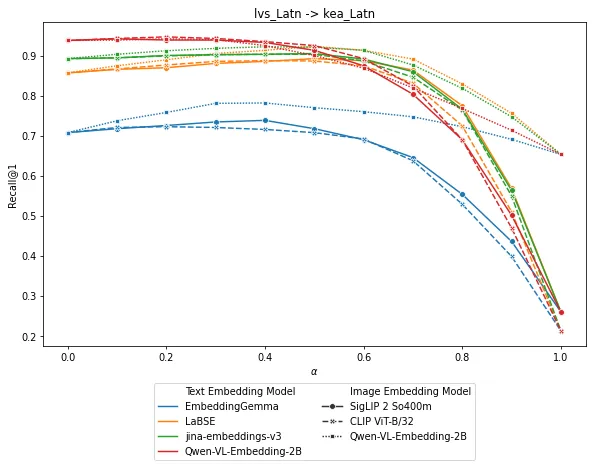 lvs_Latn -> kea_Latn
Recall@1
0.9
0.8
0.7
0.6
0.5
0.4
0.3
0.2
0.0 0.2 0.4 0.6 0.8 1.0
α
Text Embedding Model
EmbeddingGemma
LaBSE
jina-embeddings-v3
Qwen-VL-Embedding-2B
Image Embedding Model
SigLIP 2 So400m
CLIP ViT-B/32
Qwen-VL-Embedding-2B